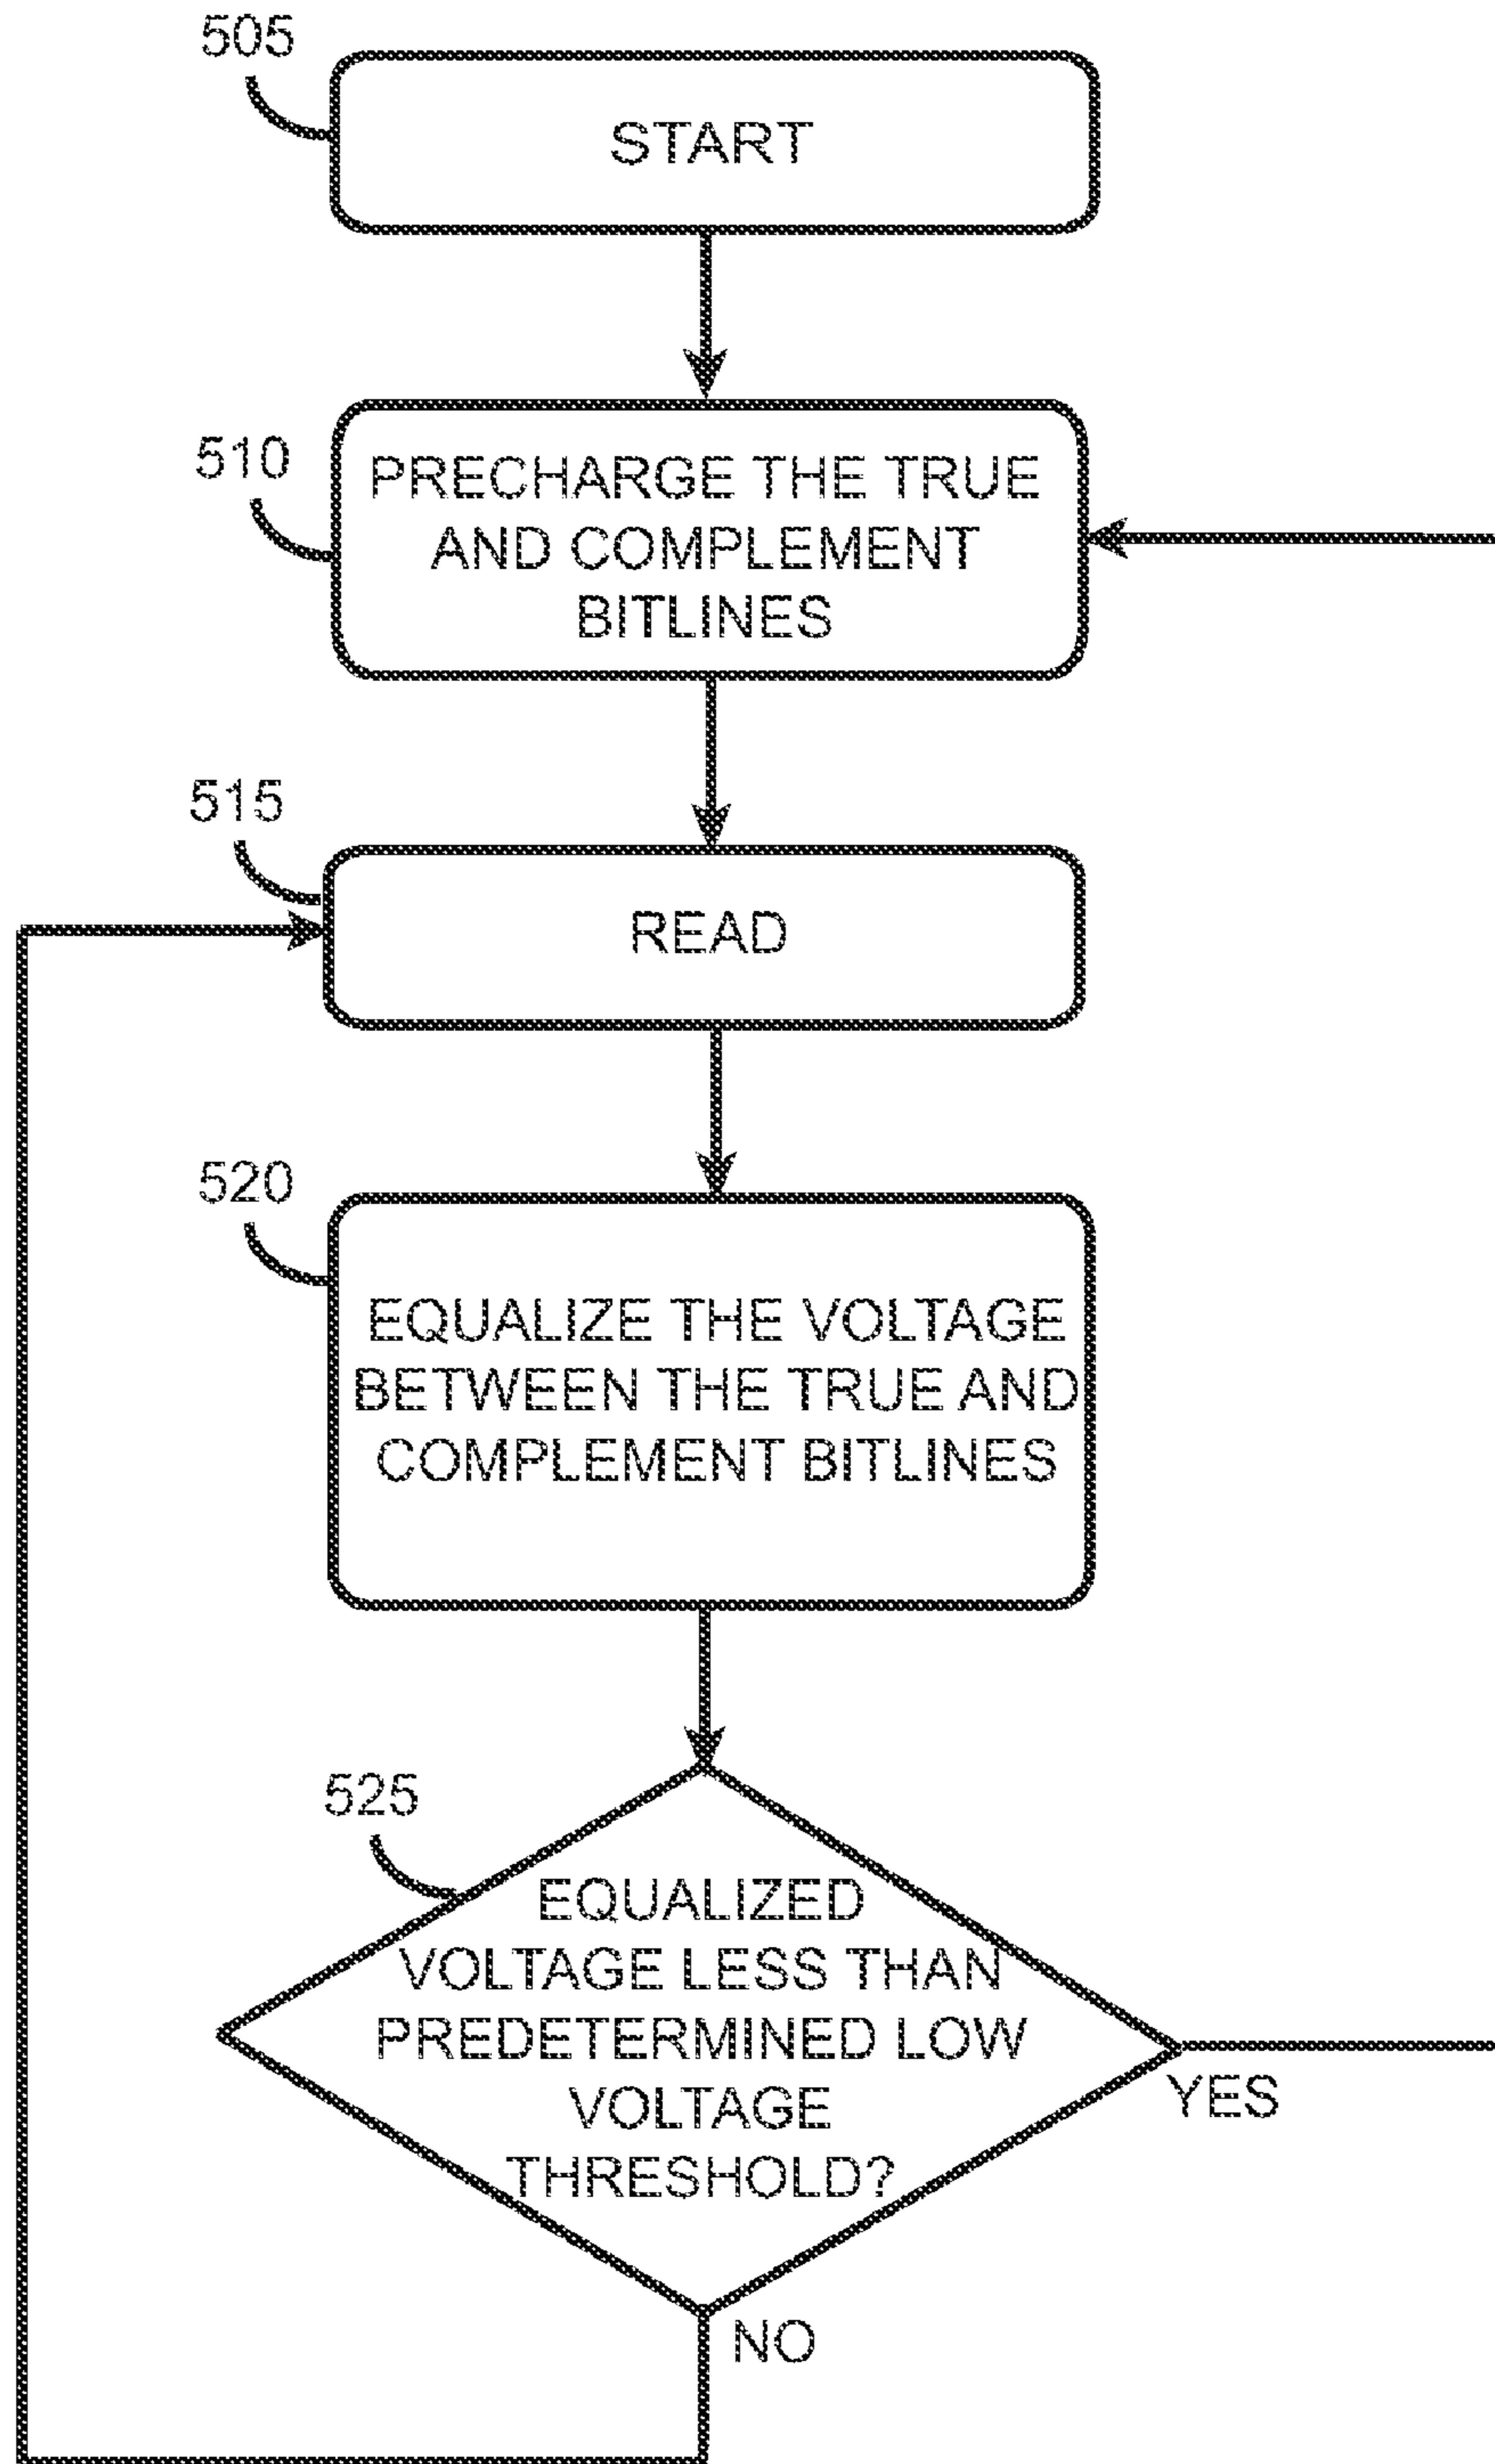 505
START
510
PRECHARGE THE TRUE
AND COMPLEMENT
BITLINES
515
READ
520
EQUALIZE THE VOLTAGE
BETWEEN THE TRUE AND
COMPLEMENT BITLINES
525
EQUALIZED
VOLTAGE LESS THAN
PREDETERMINED LOW
VOLTAGE
THRESHOLD?
YES
NO